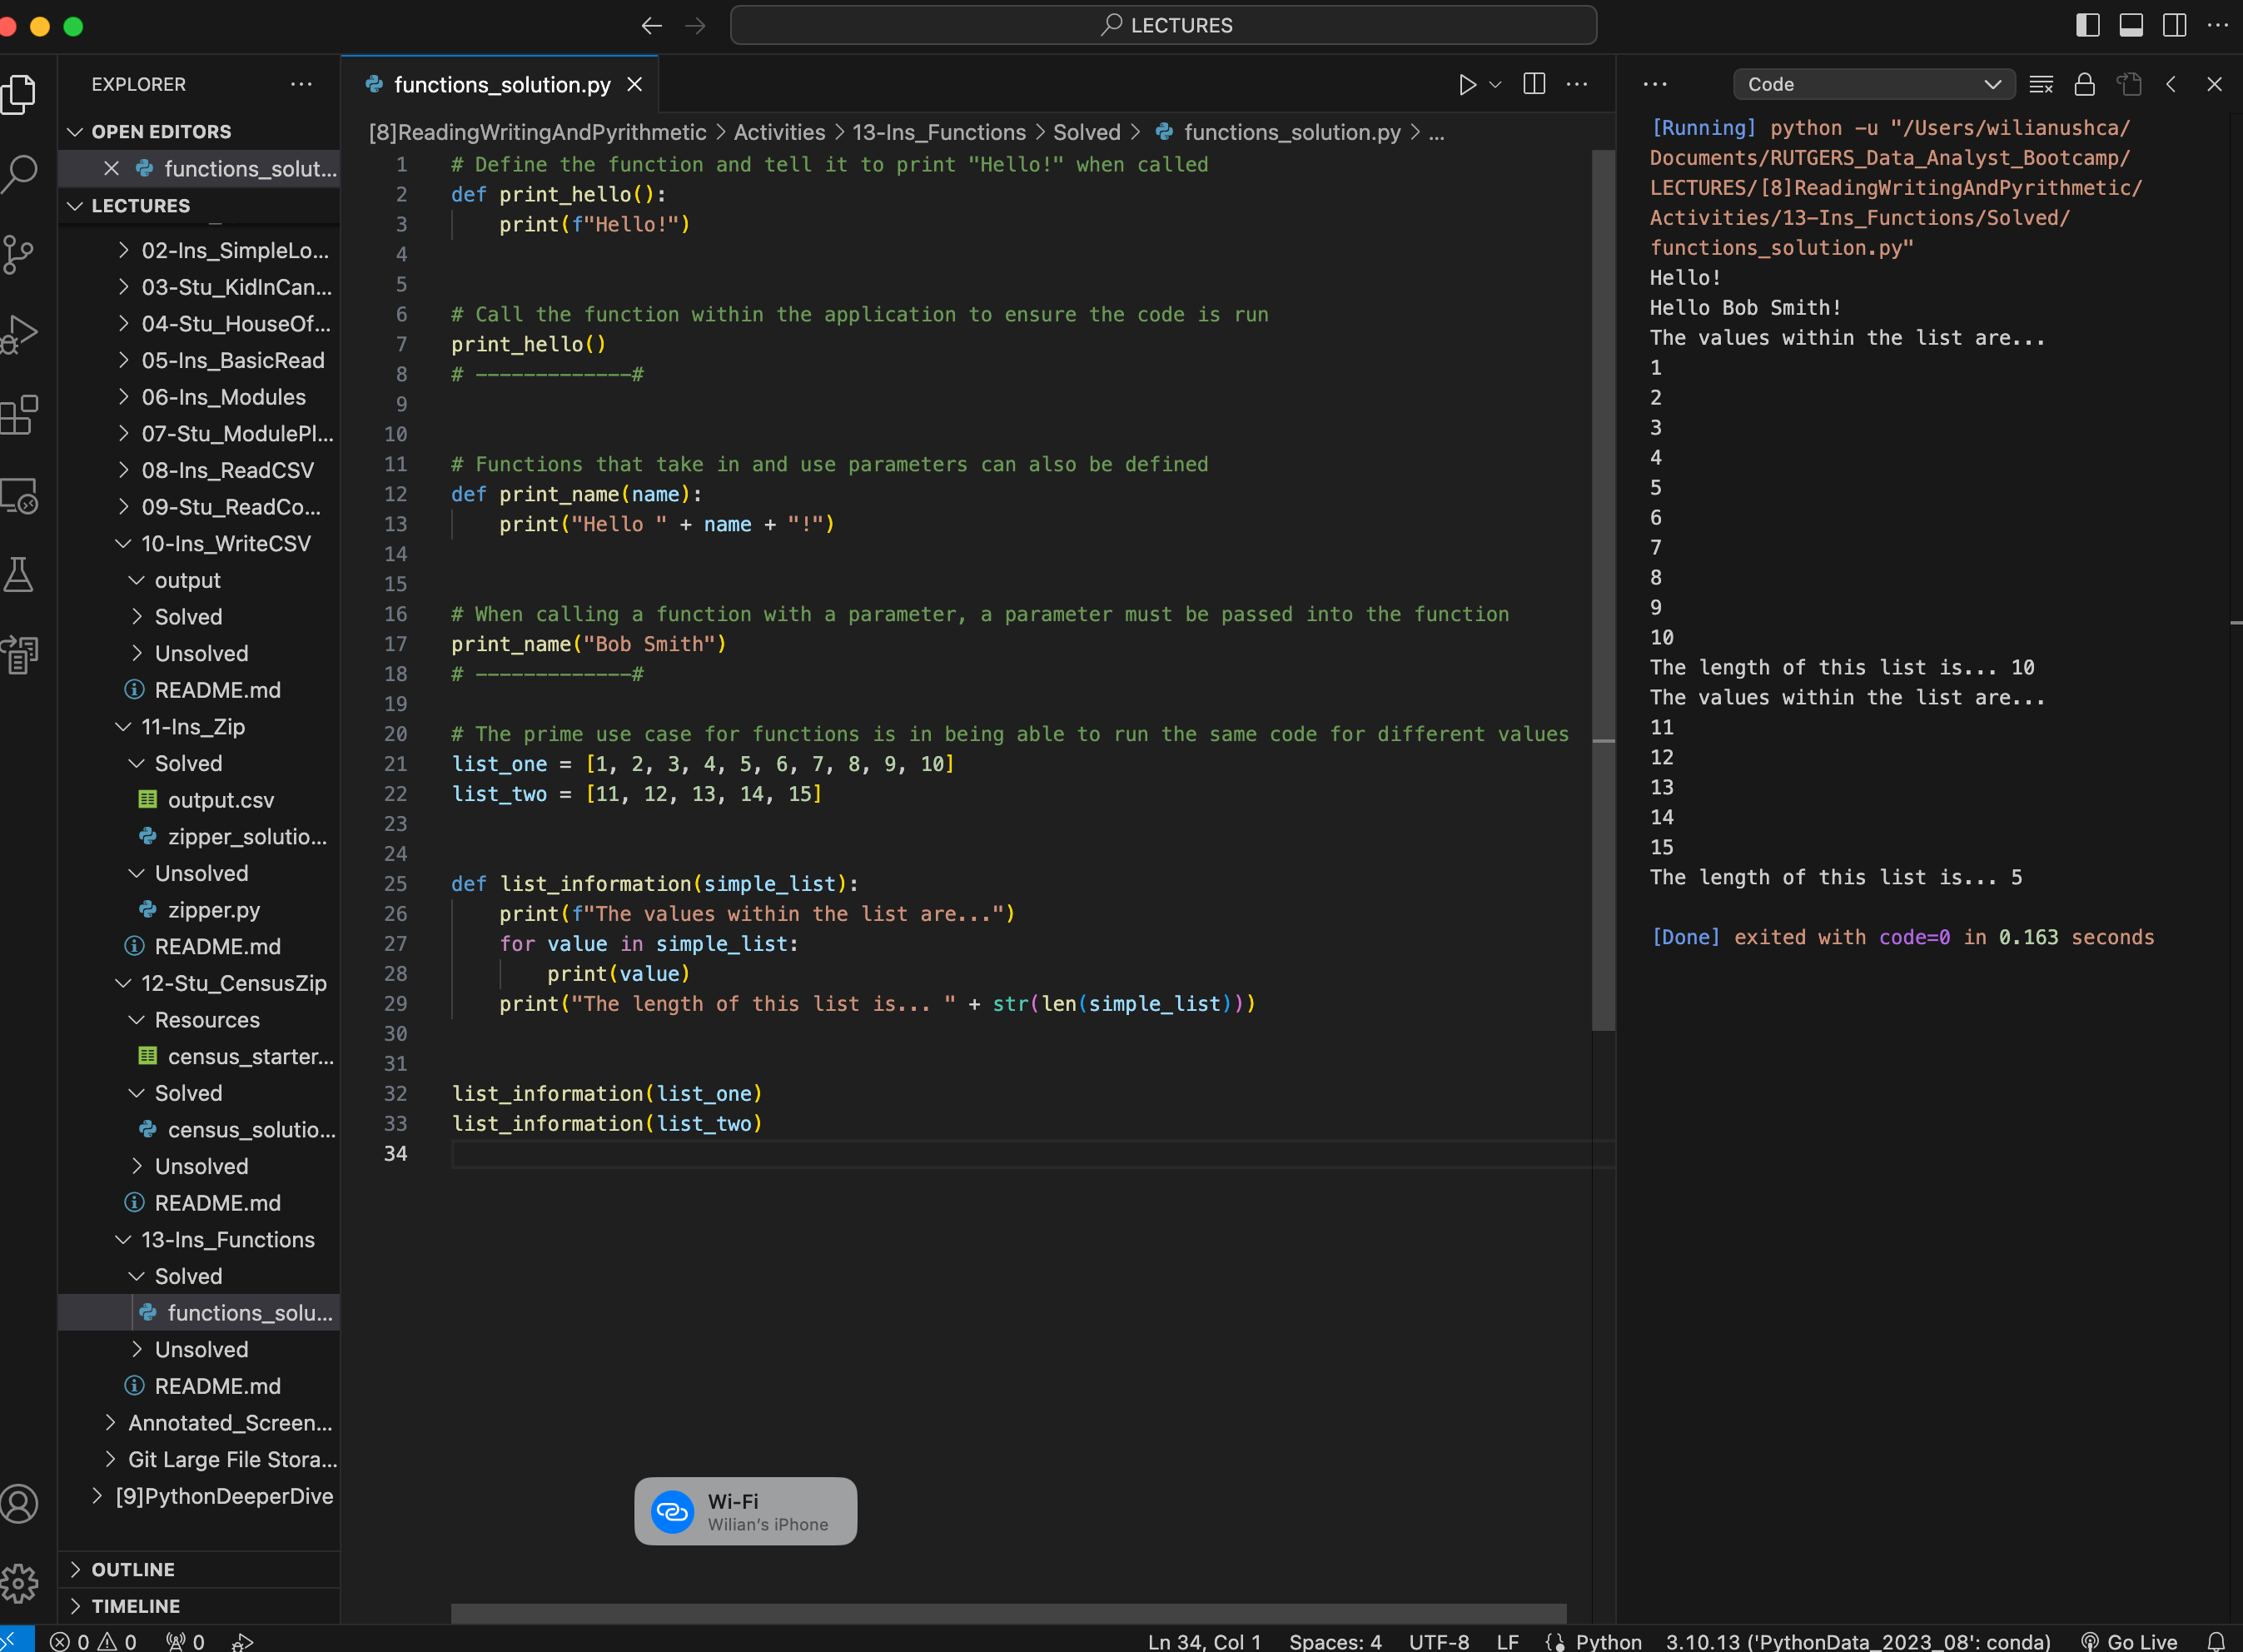 LECTURES
EXPLORER
OPEN EDITORS
functions_solut...
LECTURES
02-Ins_SimpleLo...
03-Stu_KidInCan...
04-Stu_HouseOf...
05-Ins_BasicRead
06-Ins_Modules
07-Stu_ModulePl...
08-Ins_ReadCSV
09-Stu_ReadCo...
10-Ins_WriteCSV
output
Solved
Unsolved
README.md
11-Ins_Zip
Solved
output.csv
zipper_solutio...
Unsolved
zipper.py
README.md
12-Stu_CensusZip
Resources
census_starter...
Solved
census_solutio...
Unsolved
README.md
13-Ins_Functions
Solved
functions_solu...
Unsolved
README.md
Annotated_Screen...
Git Large File Stora...
[9]PythonDeeperDive
OUTLINE
TIMELINE
functions_solution.py
[8]ReadingWritingAndPyrithmetic > Activities > 13-Ins_Functions > Solved > functions_solution.py > ...
1 # Define the function and tell it to print "Hello!" when called
2 def print_hello():
3     print(f"Hello!")
4
5
6 # Call the function within the application to ensure the code is run
7 print_hello()
8 # -------------#
9
10
11 # Functions that take in and use parameters can also be defined
12 def print_name(name):
13     print("Hello " + name + "!")
14
15
16 # When calling a function with a parameter, a parameter must be passed into the function
17 print_name("Bob Smith")
18 # -------------#
19
20 # The prime use case for functions is in being able to run the same code for different values
21 list_one = [1, 2, 3, 4, 5, 6, 7, 8, 9, 10]
22 list_two = [11, 12, 13, 14, 15]
23
24
25 def list_information(simple_list):
26     print(f"The values within the list are...")
27     for value in simple_list:
28         print(value)
29     print("The length of this list is... " + str(len(simple_list)))
30
31
32 list_information(list_one)
33 list_information(list_two)
34
Wi-Fi
Wilian's iPhone
Code
[Running] python -u "/Users/wilianushca/
Documents/RUTGERS_Data_Analyst_Bootcamp/
LECTURES/[8]ReadingWritingAndPyrithmetic/
Activities/13-Ins_Functions/Solved/
functions_solution.py"
Hello!
Hello Bob Smith!
The values within the list are...
1
2
3
4
5
6
7
8
9
10
The length of this list is... 10
The values within the list are...
11
12
13
14
15
The length of this list is... 5
[Done] exited with code=0 in 0.163 seconds
0 0 0 Ln 34, Col 1 Spaces: 4 UTF-8 LF Python 3.10.13 ('PythonData_2023_08': conda) Go Live